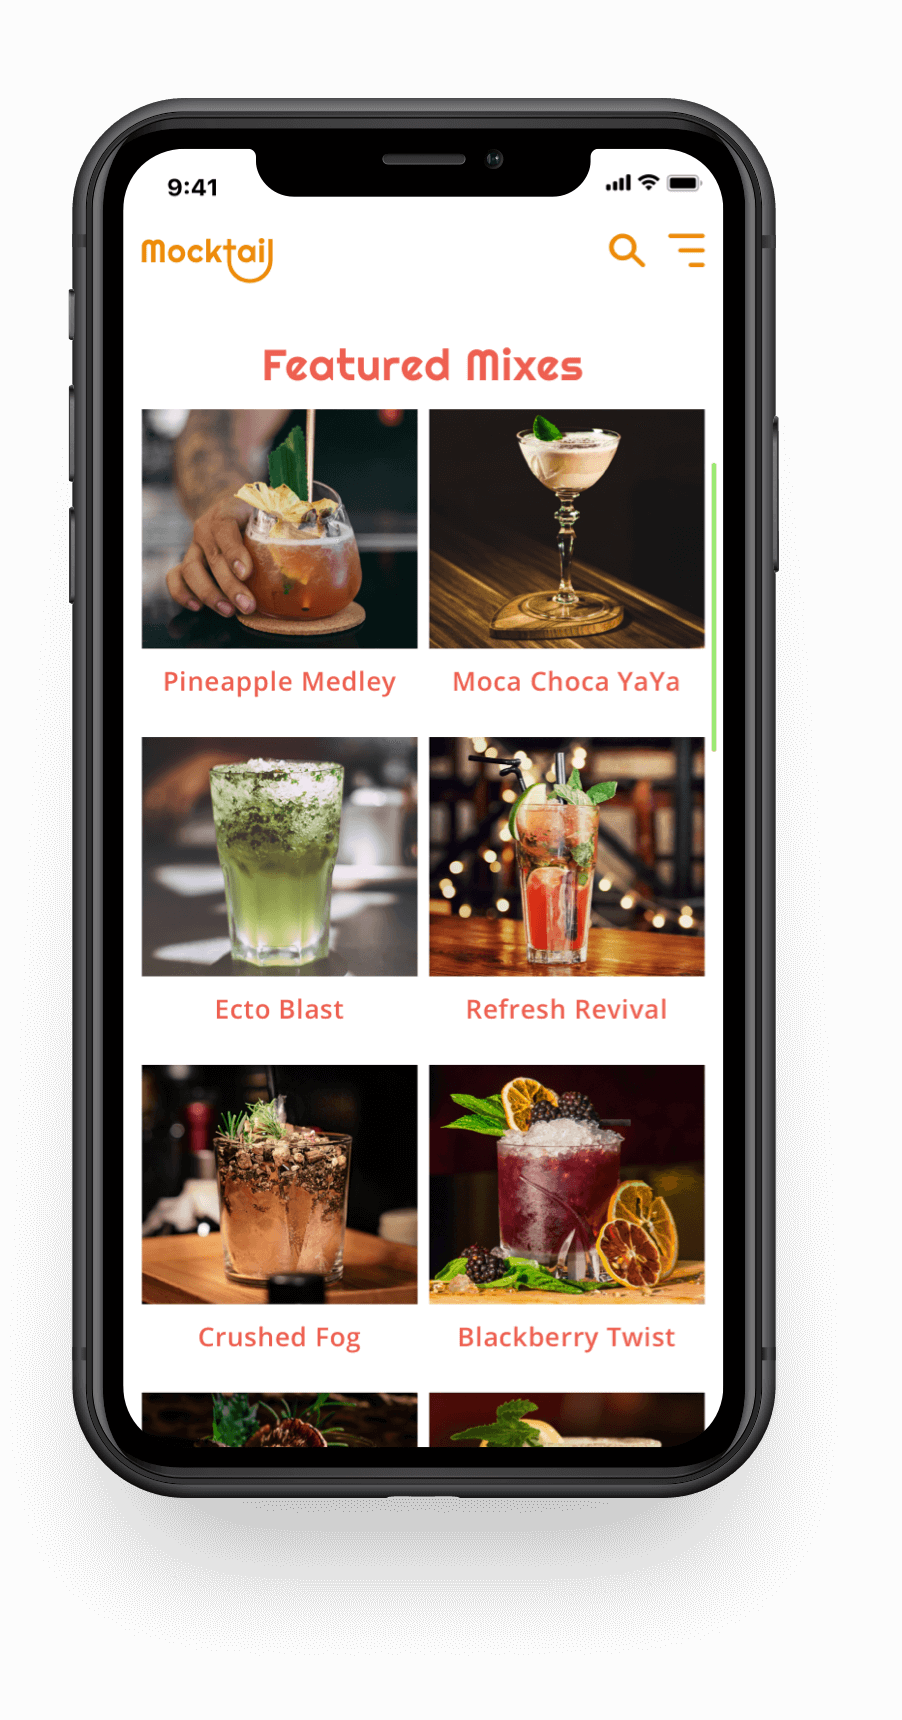 9:41
Mocktail
Featured Mixes
Pineapple Medley
Moca Choca YaYa
Ecto Blast
Refresh Revival
Crushed Fog
Blackberry Twist